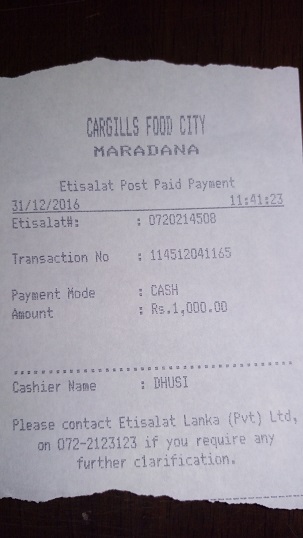 CARGILLS FOOD CITY
MARADANA
Etisalat Post Paid Payment
31/12/2016 11:41:23
Etisalat#: : 0720214508
Transaction No : 114512041165
Payment Mode : CASH
Amount : Rs.1,000.00
Cashier Name : DHUSI
Please contact Etisalat Lanka (Pvt) Ltd,
on 072-2123123 if you require any
further clarification.